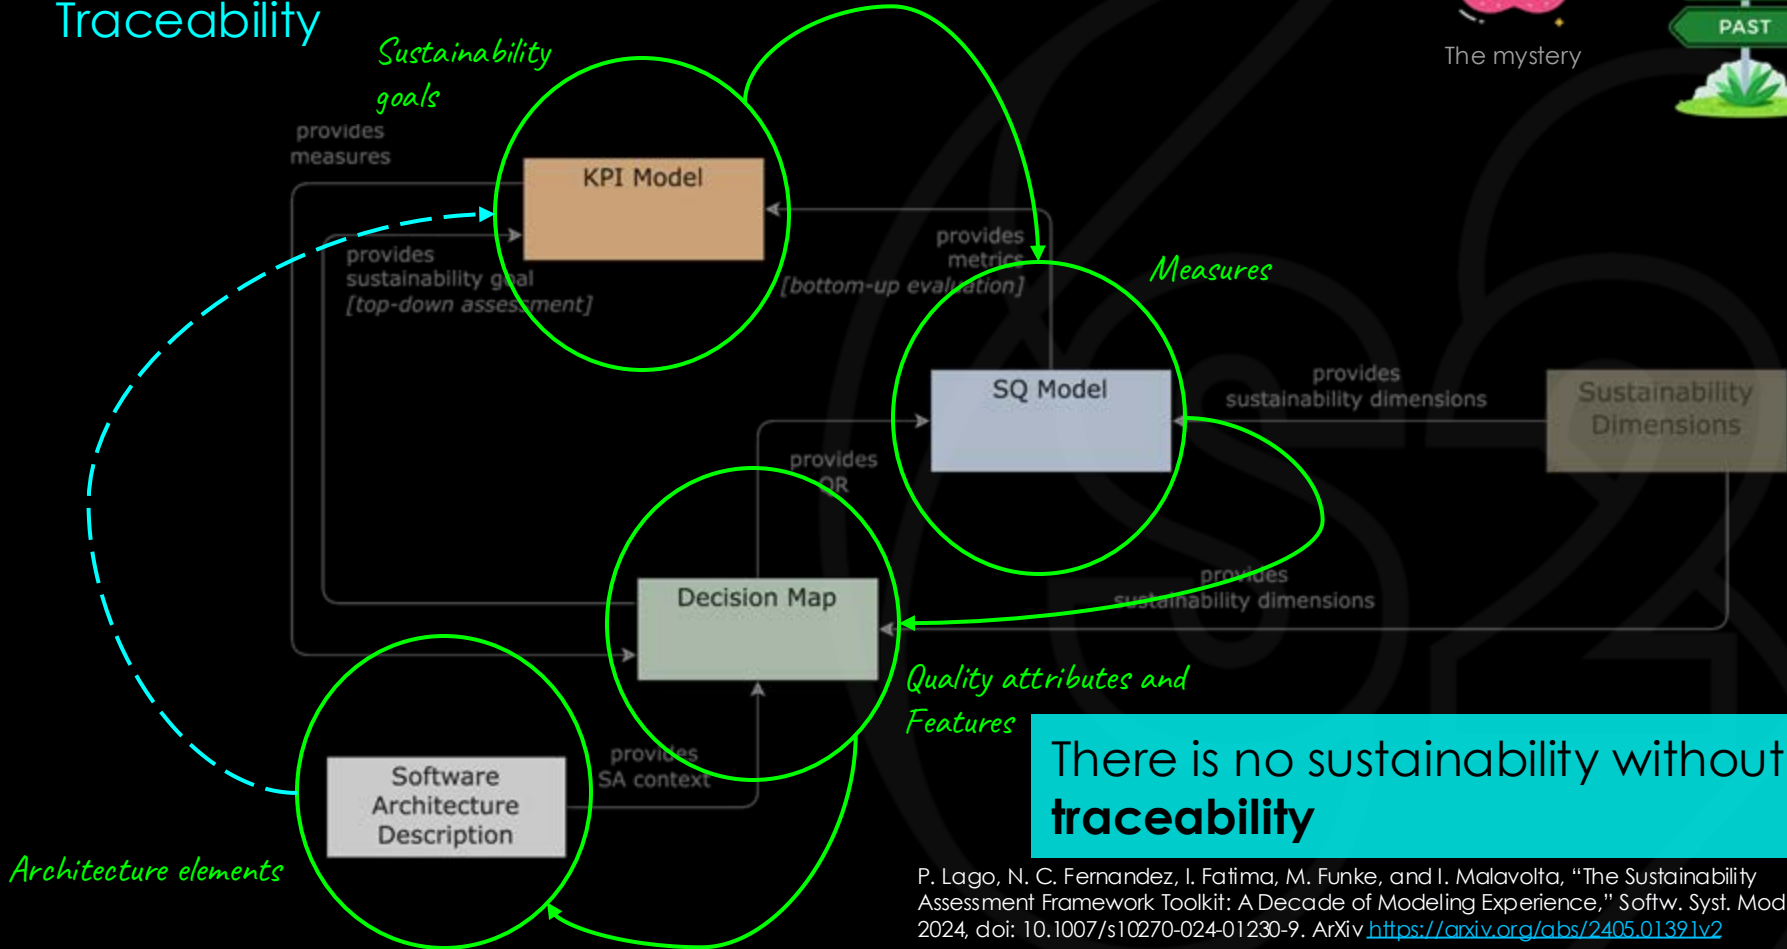 Traceability
The mystery
PAST
Sustainability
goals
provides
measures
KPI Model
provides
sustainability goal
[top-down assessment]
provides
metrics
[bottom-up evaluation]
Measures
SQ Model
provides
sustainability dimensions
Sustainability
Dimensions
provides
QR
Decision Map
provides
sustainability dimensions
Quality attributes and
Features
provides
SA context
Software
Architecture
Description
Architecture elements
There is no sustainability without
traceability
P. Lago, N. C. Fernandez, I. Fatima, M. Funke, and I. Malavolta, “The Sustainability
Assessment Framework Toolkit: A Decade of Modeling Experience,” Softw. Syst. Mod
2024, doi: 10.1007/s10270-024-01230-9. ArXiv https://arxiv.org/abs/2405.01391v2